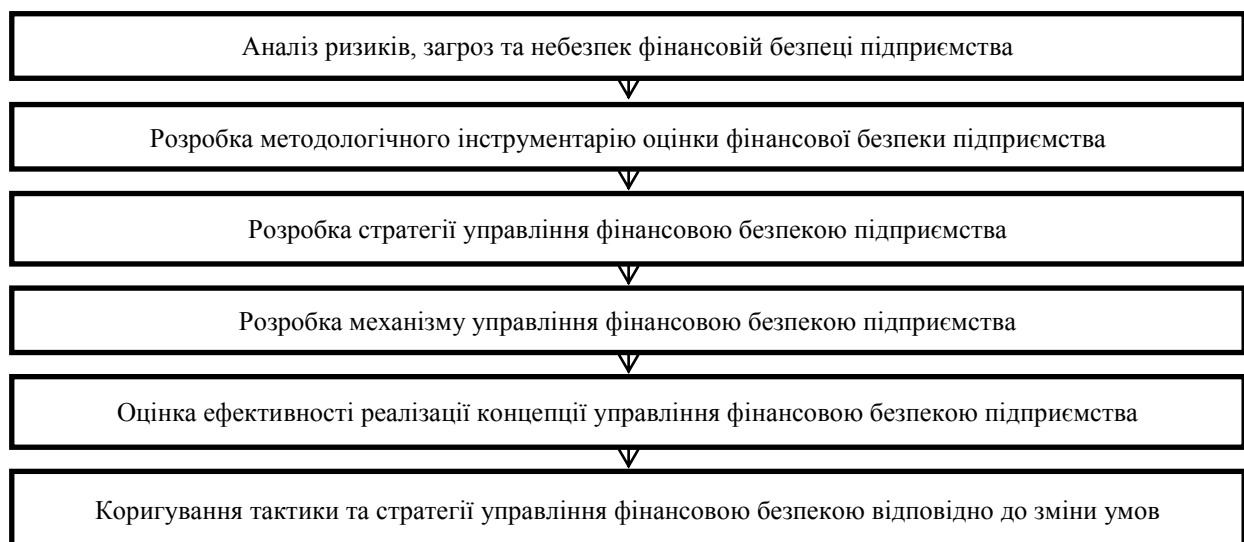 Аналіз ризиків, загроз та небезпек фінансовій безпеці підприємства
Розробка методологічного інструментарію оцінки фінансової безпеки підприємства
Розробка стратегії управління фінансовою безпекою підприємства
Розробка механізму управління фінансовою безпекою підприємства
Оцінка ефективності реалізації концепції управління фінансовою безпекою підприємства
Коригування тактики та стратегії управління фінансовою безпекою відповідно до зміни умов